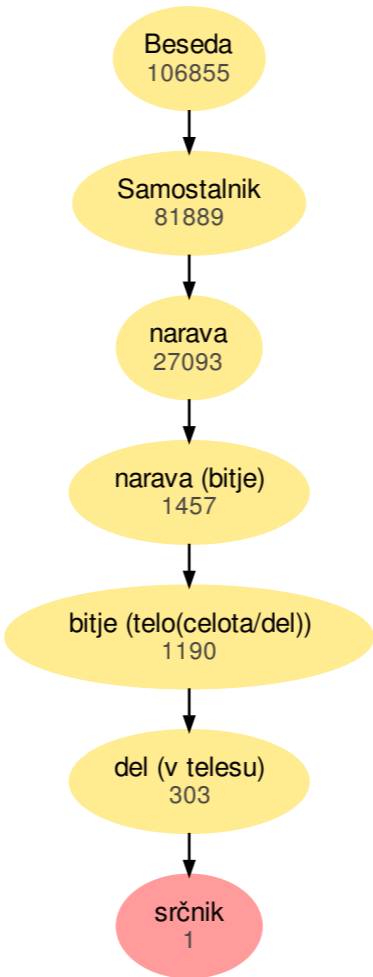 Beseda
106855
Samostalnik
81889
narava
27093
narava (bitje)
1457
bitje (telo(celota/del))
1190
del (v telesu)
303
srčnik
1